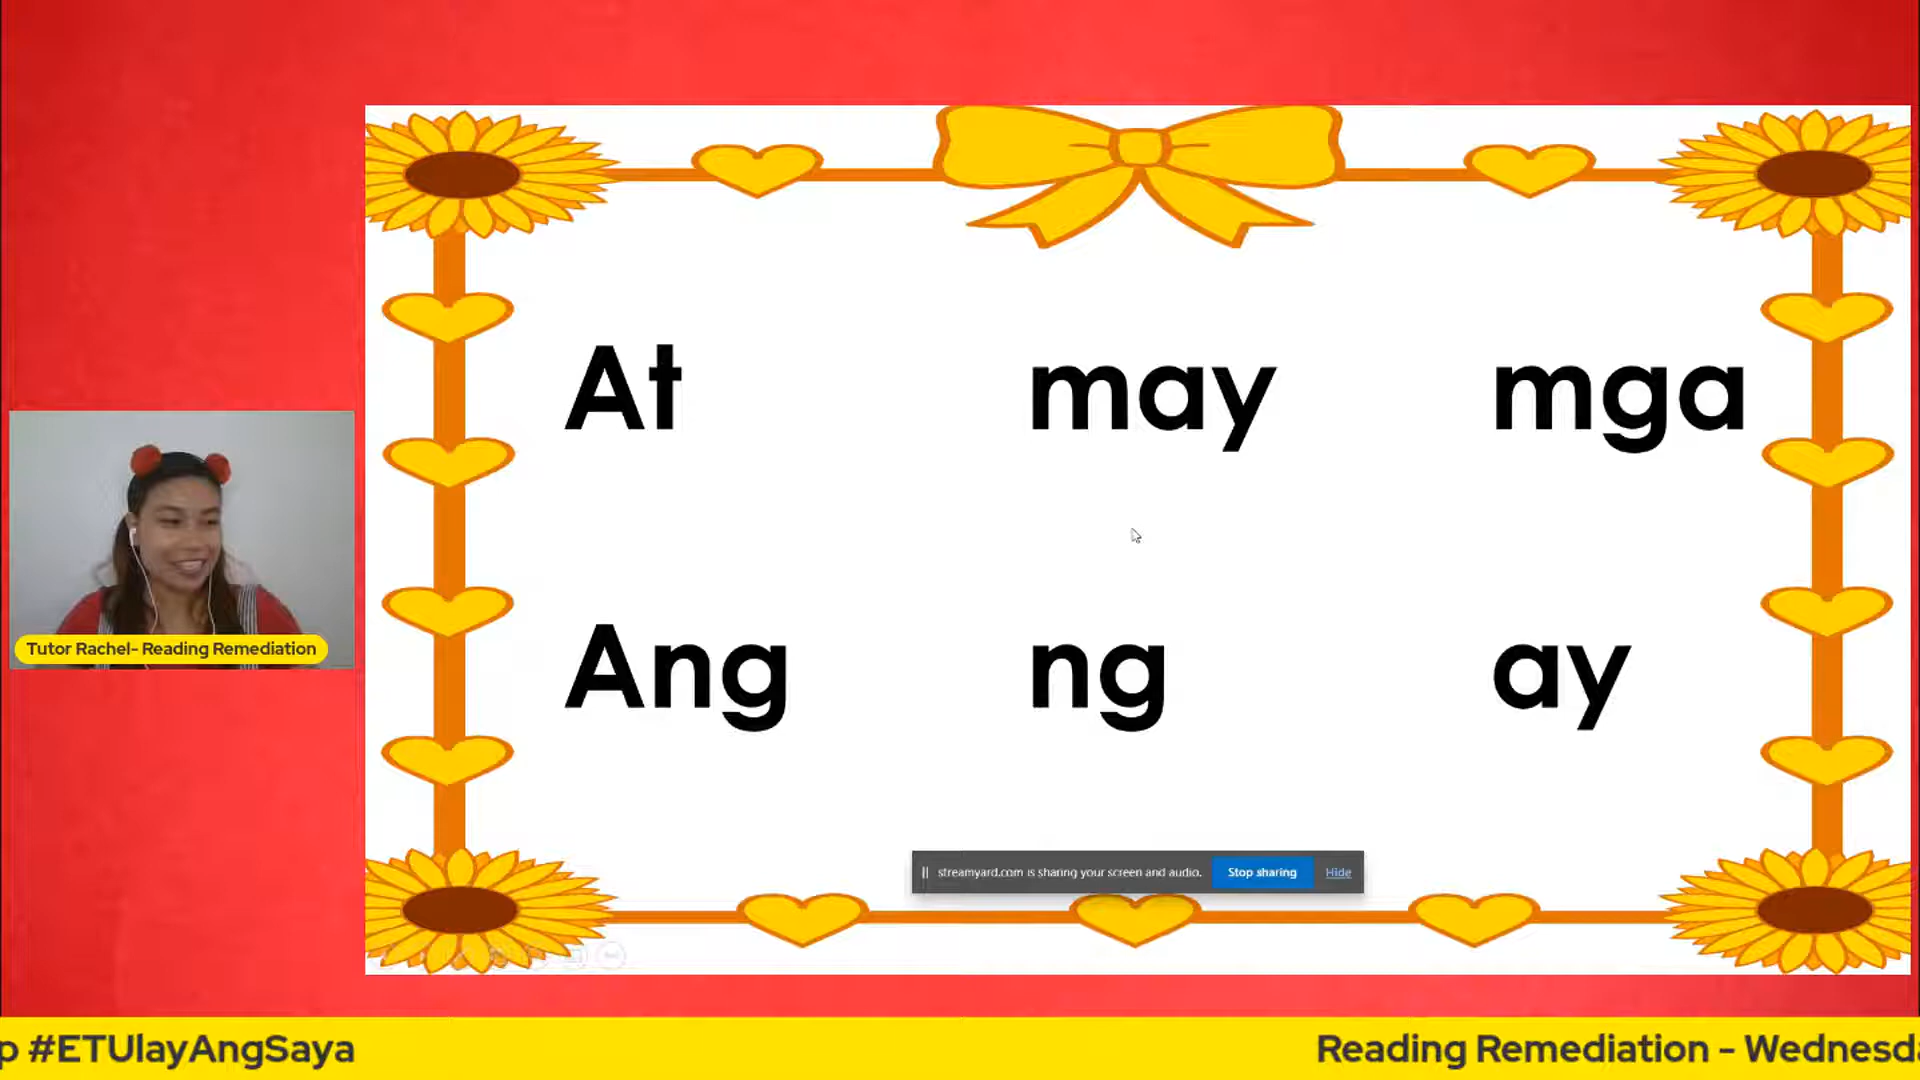 At may mga
Ang ng ay
Tutor Rachel- Reading Remediation
streamyard.com is sharing your screen and audio. Stop sharing Hide
p #ETUlayAngSaya Reading Remediation - Wednesda